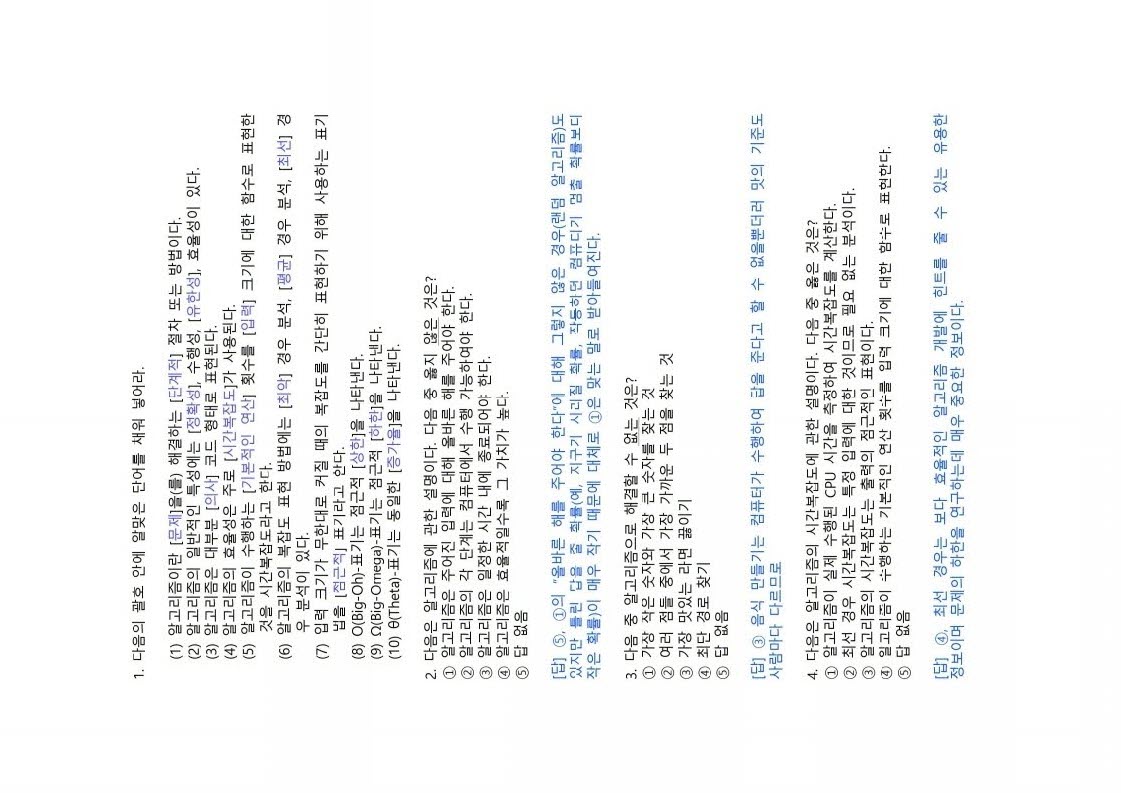 1. 다음의 괄호 안에 알맞은 단어를 채워 넣어라.
(1) 알고리즘이란 [문제]을(를) 해결하는 [단계적] 절차 또는 방법이다.
(2) 알고리즘의 일반적인 특성에는 [정확성], 수행성, [유한성], 효율성이 있다.
(3) 알고리즘은 대부분 [의사] 코드 형태로 표현된다.
(4) 알고리즘의 효율성은 주로 [시간복잡도]가 사용된다.
(5) 알고리즘이 수행하는 [기본적인 연산] 횟수를 [입력] 크기에 대한 함수로 표현한
것을 시간복잡도라고 한다.
(6) 알고리즘의 복잡도 표현 방법에는 [최악] 경우 분석, [평균] 경우 분석, [최선] 경
우 분석이 있다.
(7) 입력 크기가 무한대로 커질 때의 복잡도를 간단히 표현하기 위해 사용하는 표기
법을 [점근적] 표기라고 한다.
(8) O(Big-Oh)-표기는 점근적 [상한]을 나타낸다.
(9) Ω(Big-Omega)-표기는 점근적 [하한]을 나타낸다.
(10) θ(Theta)-표기는 동일한 [증가율]을 나타낸다.
2. 다음은 알고리즘에 관한 설명이다. 다음 중 옳지 않은 것은?
① 알고리즘은 주어진 입력에 대해 올바른 해를 주어야 한다.
② 알고리즘의 각 단계는 컴퓨터에서 수행 가능하여야 한다.
③ 알고리즘은 일정한 시간 내에 종료되어야 한다.
④ 알고리즘은 효율적일수록 그 가치가 높다.
⑤ 답 없음
[답] ⑤, ①의 "올바른 해를 주어야 한다"에 대해 그렇지 않은 경우(랜덤 알고리즘)도
있지만 틀린 답을 줄 확률(예, 지구가 사라질 확률, 작동하던 컴퓨터가 멈출 확률보다
작은 확률)이 매우 작기 때문에 대체로 ①은 맞는 말로 받아들여진다.
3. 다음 중 알고리즘으로 해결할 수 없는 것은?
① 가장 작은 숫자와 가장 큰 숫자를 찾는 것
② 여러 점들 중에서 가장 가까운 두 점을 찾는 것
③ 가장 맛있는 라면 끓이기
④ 최단 경로 찾기
⑤ 답 없음
[답] ③ 음식 만들기는 컴퓨터가 수행하여 답을 준다고 할 수 없을뿐더러 맛의 기준도
사람마다 다르므로
4. 다음은 알고리즘의 시간복잡도에 관한 설명이다. 다음 중 옳은 것은?
① 알고리즘이 실제 수행된 CPU 시간을 측정하여 시간복잡도를 계산한다.
② 최선 경우 시간복잡도는 특정 입력에 대한 것이므로 필요 없는 분석이다.
③ 알고리즘의 시간복잡도는 출력의 점근적인 표현이다.
④ 알고리즘이 수행하는 기본적인 연산 횟수를 입력 크기에 대한 함수로 표현한다.
⑤ 답 없음
[답] ④, 최선 경우는 보다 효율적인 알고리즘 개발에 힌트를 줄 수 있는 유용한
정보이며 문제의 하한을 연구하는데 매우 중요한 정보이다.